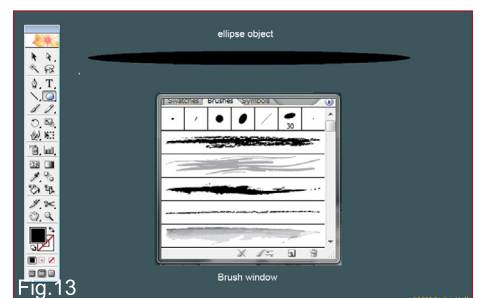 ellipse object
Swatches Brushes Symbols
30
Brush window
Fig.13